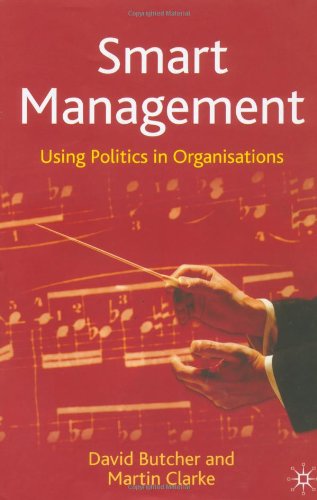 Smart
Management
Using Politics in Organisations
David Butcher and
Martin Clarke